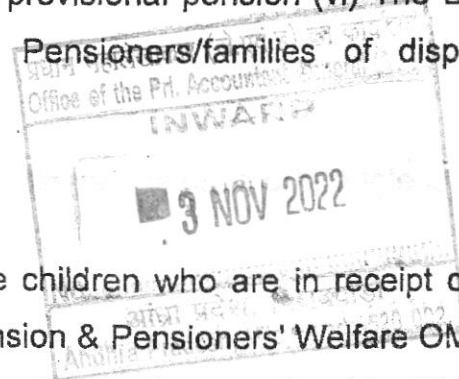 provisional pension (vi) The
Pensioners/families of disp
Office of the Prl. Accountant
INWARD
3 NOV 2022
e children who are in receipt
nsion & Pensioners' Welfare OM